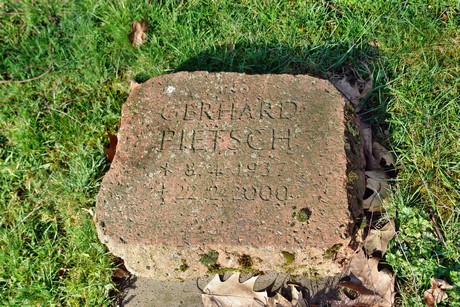 GERHARD
PIETSCH
* 8.4.1937
† 22.2.2000